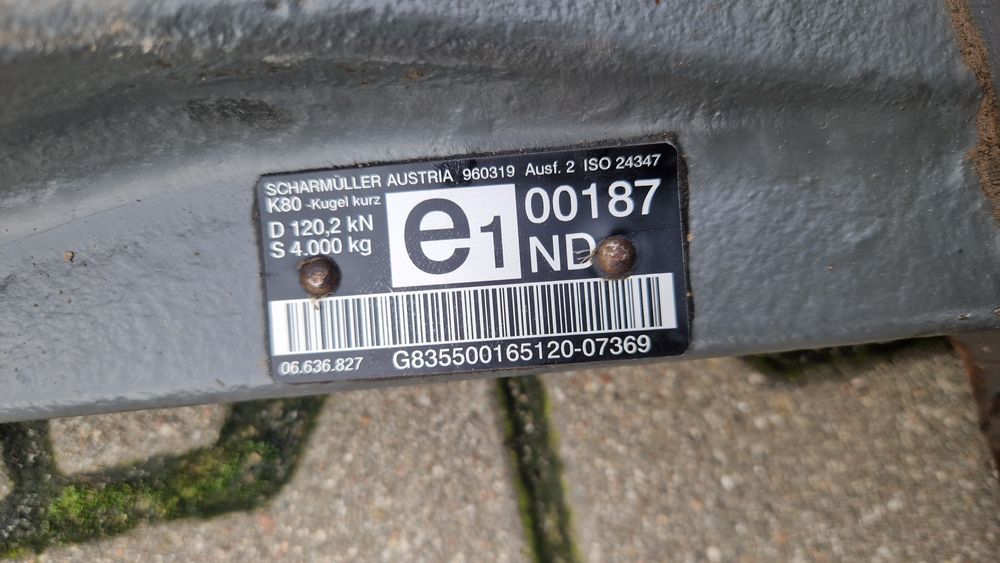 SCHARMÜLLER AUSTRIA 960319 Ausf. 2 ISO 24347
K80 -Kugel kurz
D 120,2 kN
S 4.000 kg
e1
00187
ND
06.636.827
G835500165120-07369